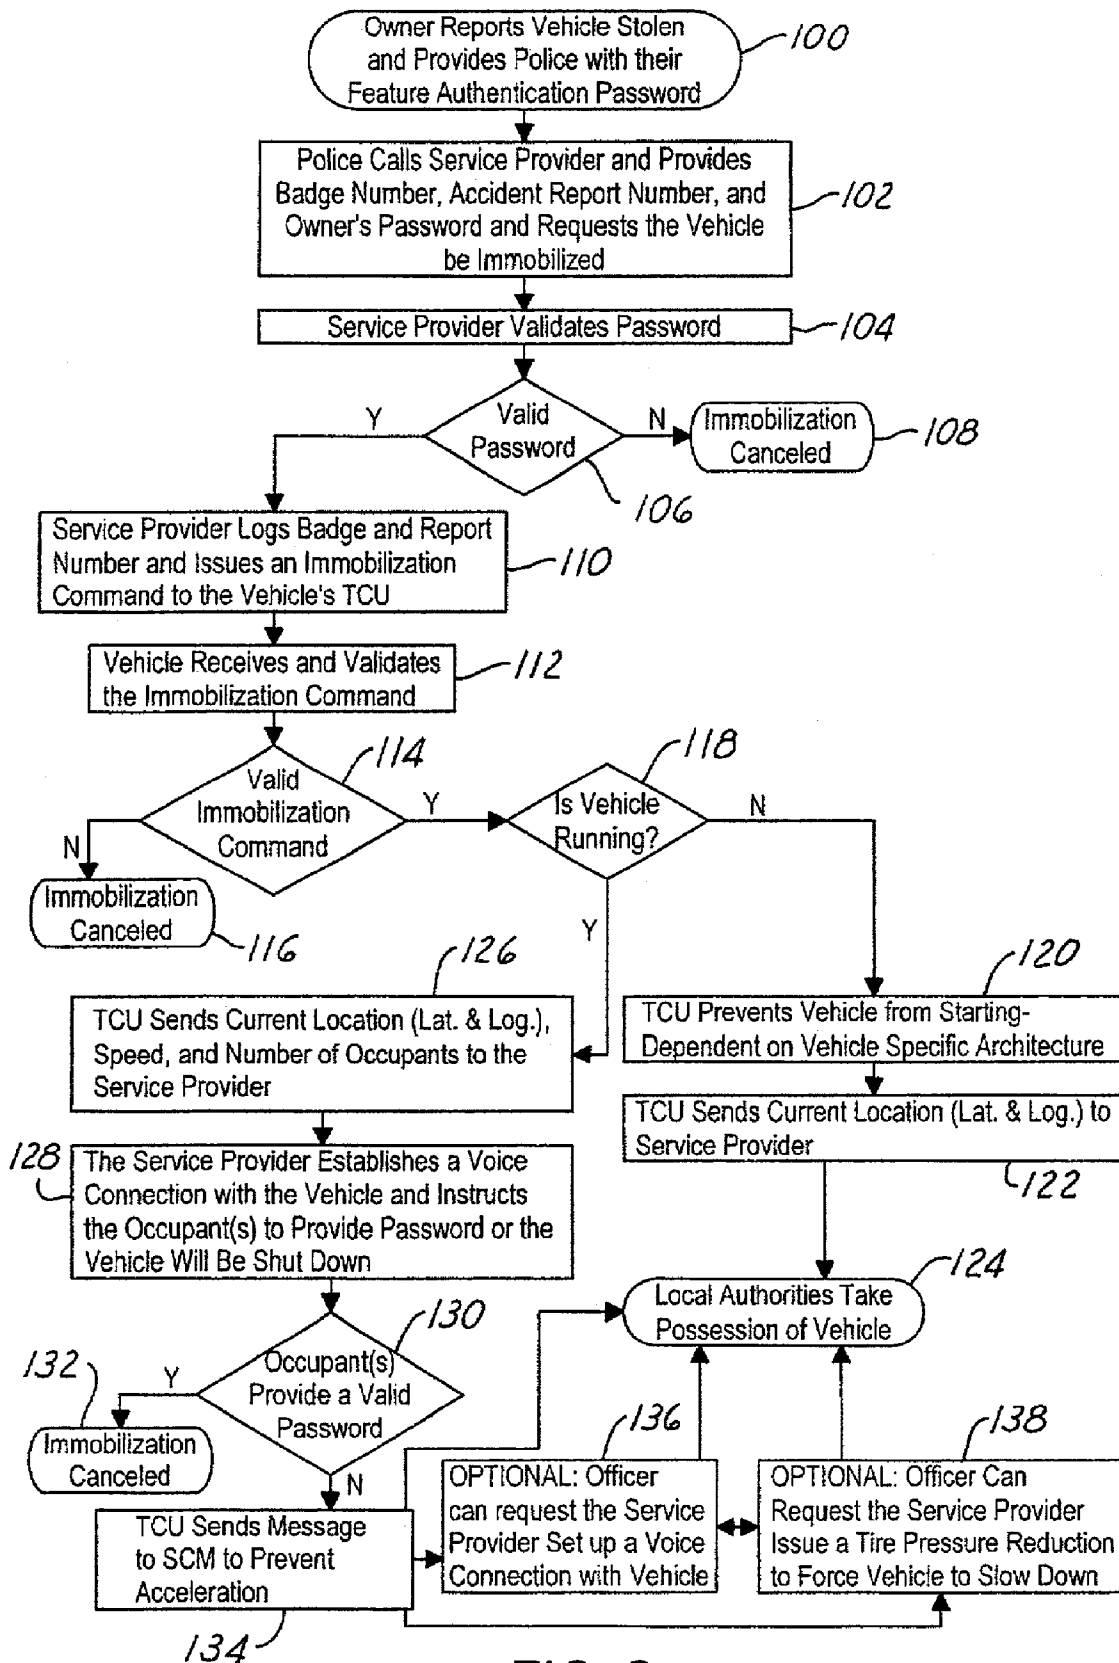 Owner Reports Vehicle Stolen
and Provides Police with their
Feature Authentication Password
100
Police Calls Service Provider and Provides
Badge Number, Accident Report Number, and
Owner's Password and Requests the Vehicle
be Immobilized
102
Service Provider Validates Password
104
Valid
Password
Y
N
106
Immobilization
Canceled
108
Service Provider Logs Badge and Report
Number and Issues an Immobilization
Command to the Vehicle's TCU
110
Vehicle Receives and Validates
the Immobilization Command
112
Valid
Immobilization
Command
114
N
Y
Immobilization
Canceled
116
Is Vehicle
Running?
118
N
Y
TCU Prevents Vehicle from Starting-
Dependent on Vehicle Specific Architecture
120
TCU Sends Current Location (Lat. & Log.) to
Service Provider
122
TCU Sends Current Location (Lat. & Log.),
Speed, and Number of Occupants to the
Service Provider
126
The Service Provider Establishes a Voice
Connection with the Vehicle and Instructs
the Occupant(s) to Provide Password or the
Vehicle Will Be Shut Down
128
Local Authorities Take
Possession of Vehicle
124
Occupant(s)
Provide a Valid
Password
130
Y
N
Immobilization
Canceled
132
TCU Sends Message
to SCM to Prevent
Acceleration
134
OPTIONAL: Officer
can request the Service
Provider Set up a Voice
Connection with Vehicle
136
OPTIONAL: Officer Can
Request the Service Provider
Issue a Tire Pressure Reduction
to Force Vehicle to Slow Down
138